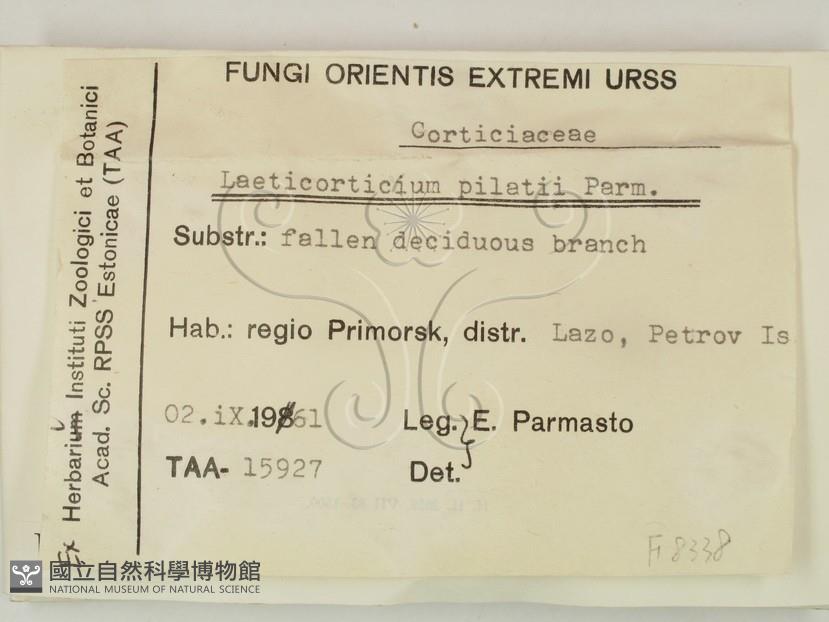 FUNGI ORIENTIS EXTREMI URSS
Corticiaceae
Laeticorticium pilatii Parm.
Substr.: fallen deciduous branch
Hab.: regio Primorsk, distr. Lazo, Petrov Is
02.iX.1961
Leg. E. Parmasto
TAA- 15927
Det.
F 8338
Ex Herbarium Instituti Zoologici et Botanici
Acad. Sc. RPSS Estonicae (TAA)
國立自然科學博物館
NATIONAL MUSEUM OF NATURAL SCIENCE